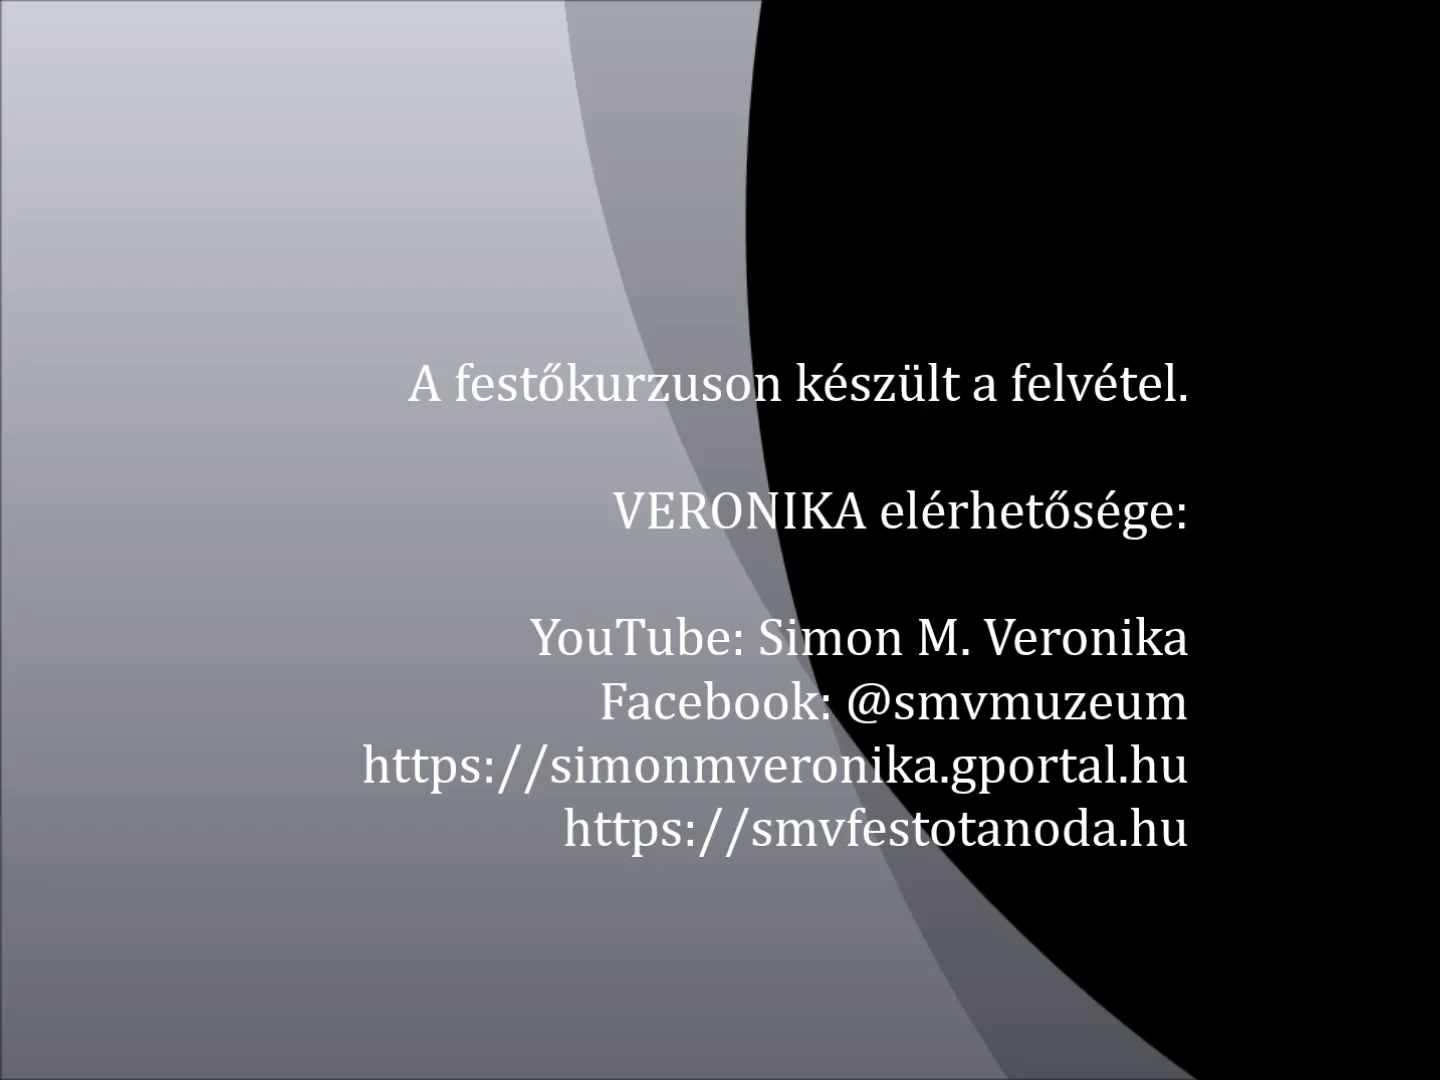 A festőkurzuson készült a felvétel.
VERONIKA elérhetősége:
YouTube: Simon M. Veronika
Facebook: @smvmuzeum
https://simonmveronika.gportal.hu
https://smvfestotanoda.hu